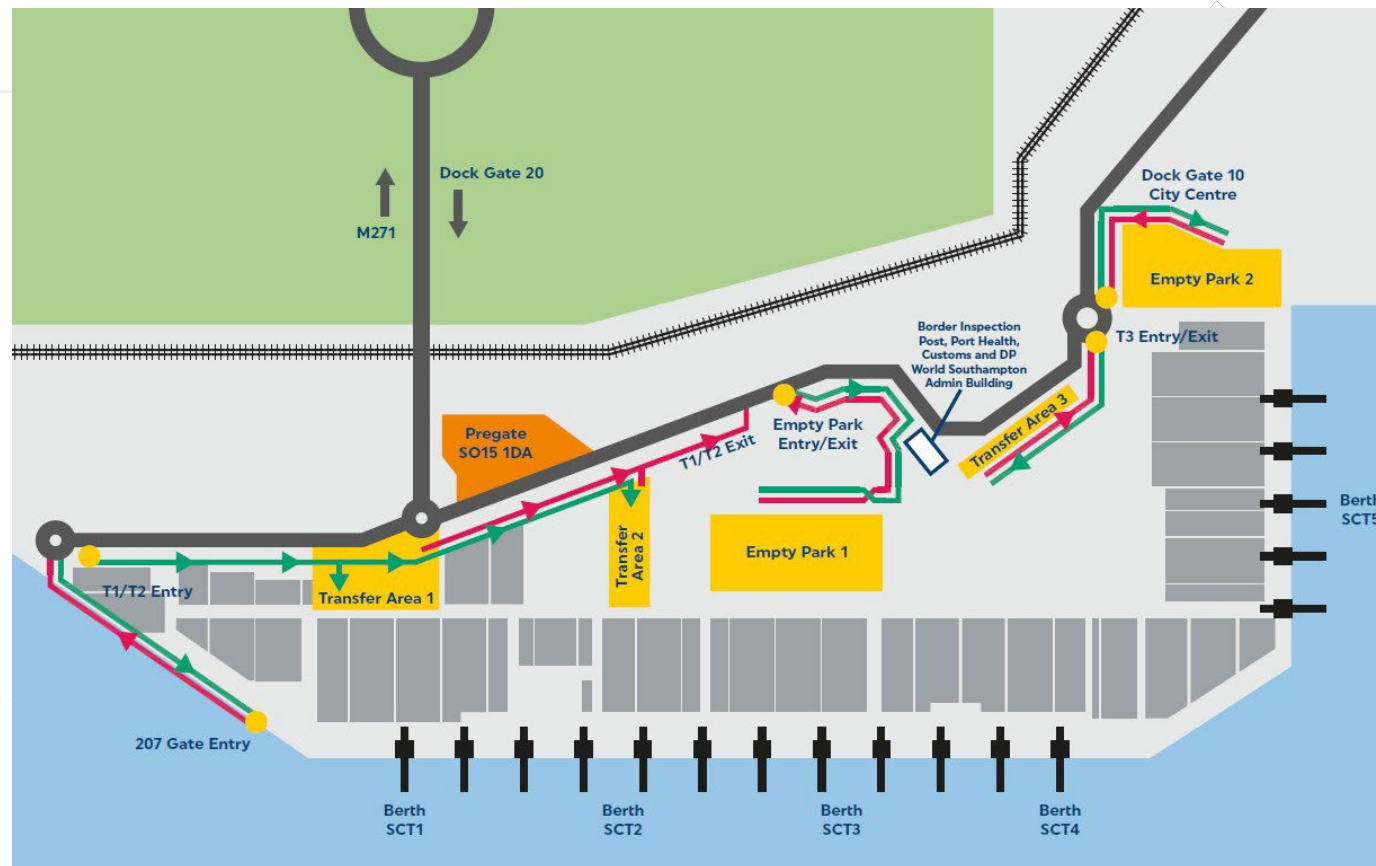 Dock Gate 20
M271
Dock Gate 10
City Centre
Empty Park 2
T3 Entry/Exit
Border Inspection
Post, Port Health,
Customs and DP
World Southampton
Admin Building
Transfer Area 3
Empty Park
Entry/Exit
T1/T2 Exit
Pregate
SO15 1DA
Berth
SCT5
Empty Park 1
Transfer
Area 2
T1/T2 Entry
Transfer Area 1
207 Gate Entry
Berth
SCT1
Berth
SCT2
Berth
SCT3
Berth
SCT4